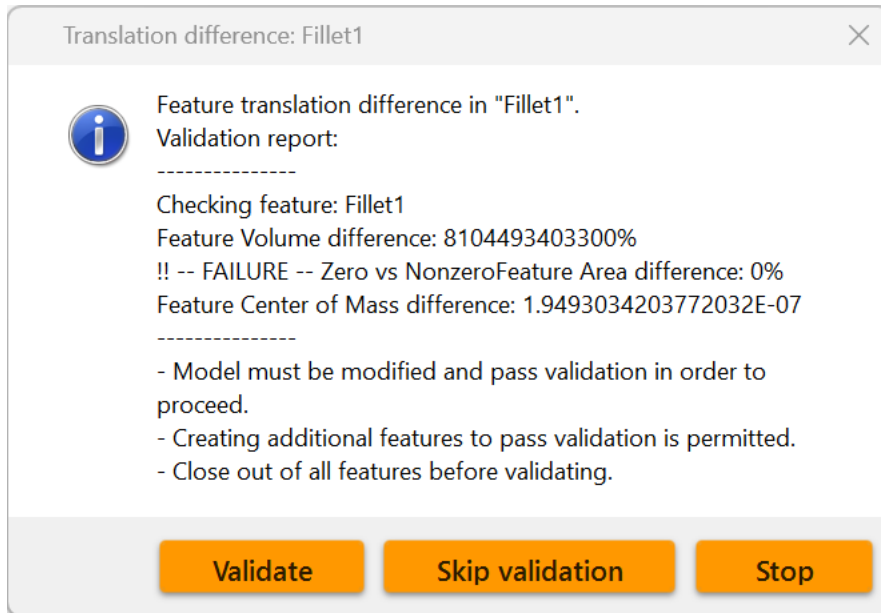 Translation difference: Fillet1
Feature translation difference in "Fillet1".
Validation report:
---------------
Checking feature: Fillet1
Feature Volume difference: 8104493403300%
!! -- FAILURE -- Zero vs NonzeroFeature Area difference: 0%
Feature Center of Mass difference: 1.9493034203772032E-07
---------------
- Model must be modified and pass validation in order to
proceed.
- Creating additional features to pass validation is permitted.
- Close out of all features before validating.
Validate Skip validation Stop